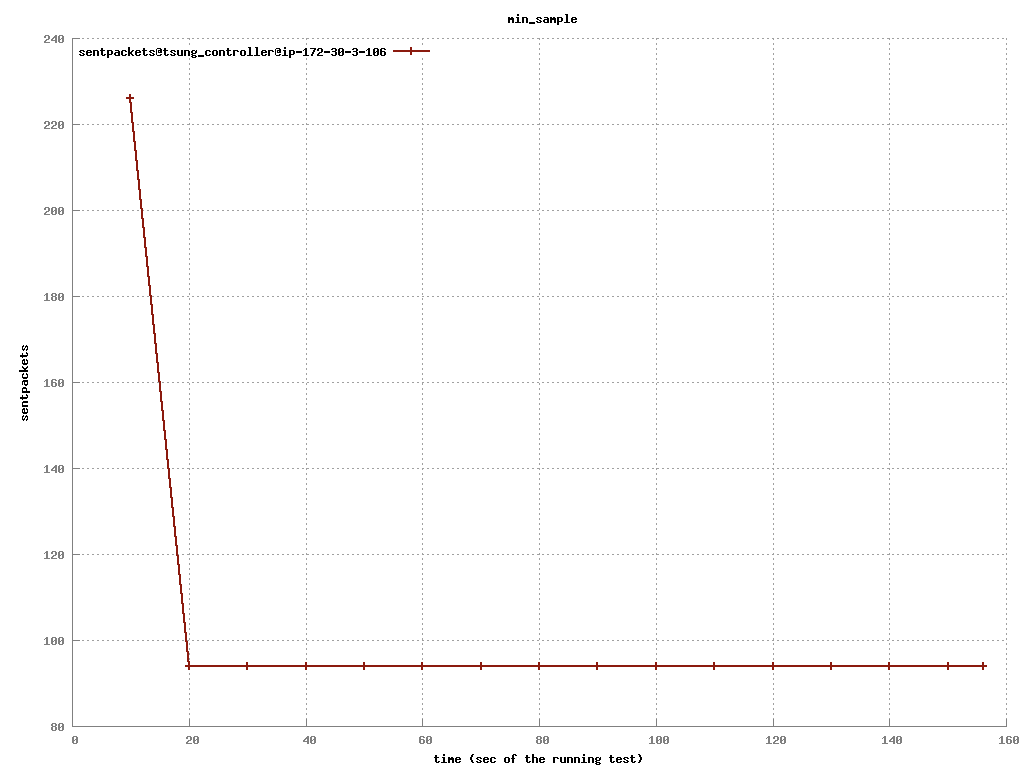 min_sample
240
sentpackets@tsung_controller@ip-172-30-3-106
220
200
180
160
sentpackets
140
120
100
80
0 20 40 60 80 100 120 140 160
time (sec of the running test)